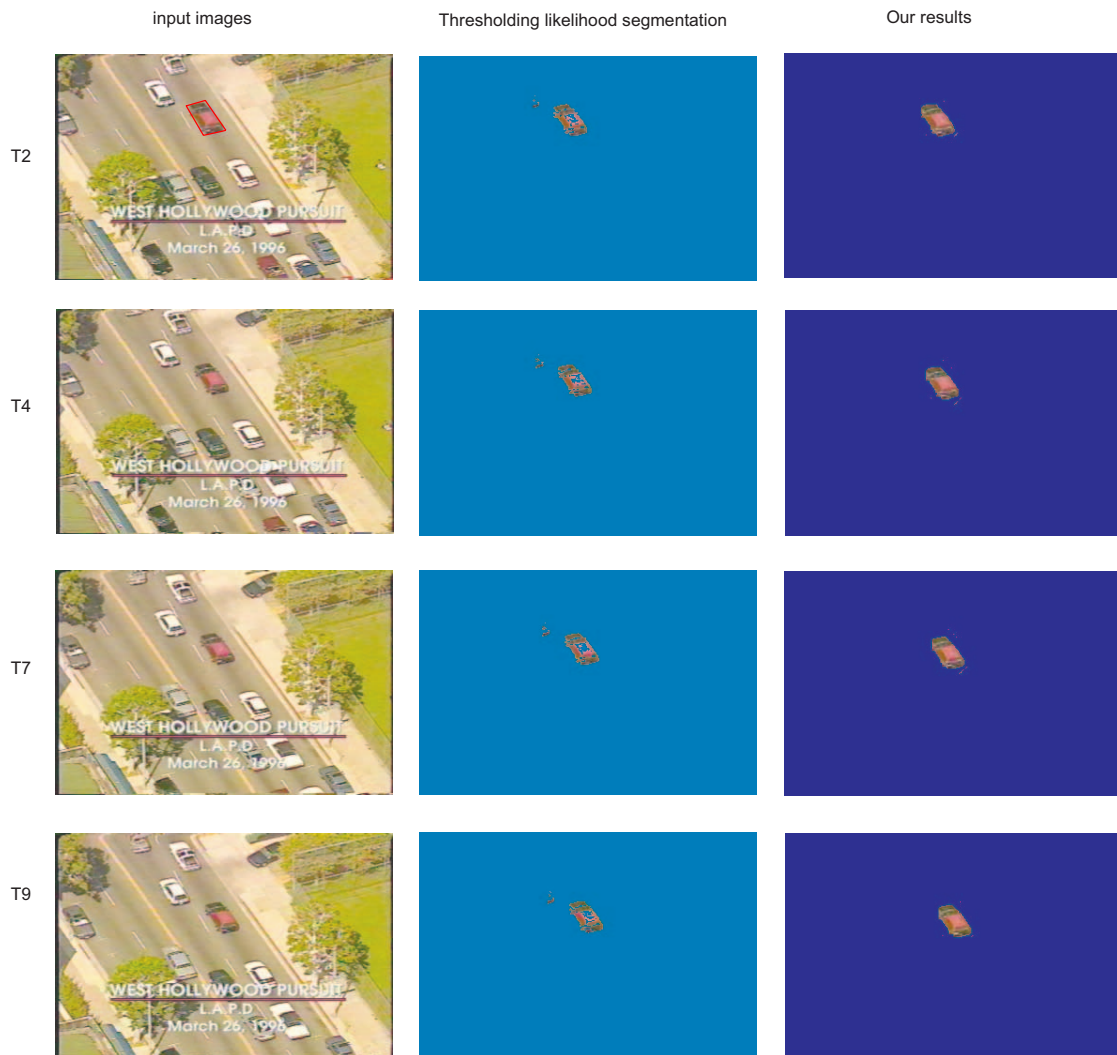 input images
Thresholding likelihood segmentation
Our results
T2
WEST HOLLYWOOD PURSUIT
L.A.P.D
March 26, 1996
T4
WEST HOLLYWOOD PURSUIT
L.A.P.D
March 26, 1996
T7
WEST HOLLYWOOD PURSUIT
L.A.P.D
March 26, 1996
T9
WEST HOLLYWOOD PURSUIT
L.A.P.D
March 26, 1996